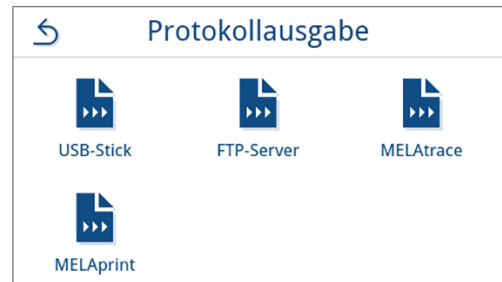 Protokollausgabe
USB-Stick
FTP-Server
MELAtrace
MELAprint